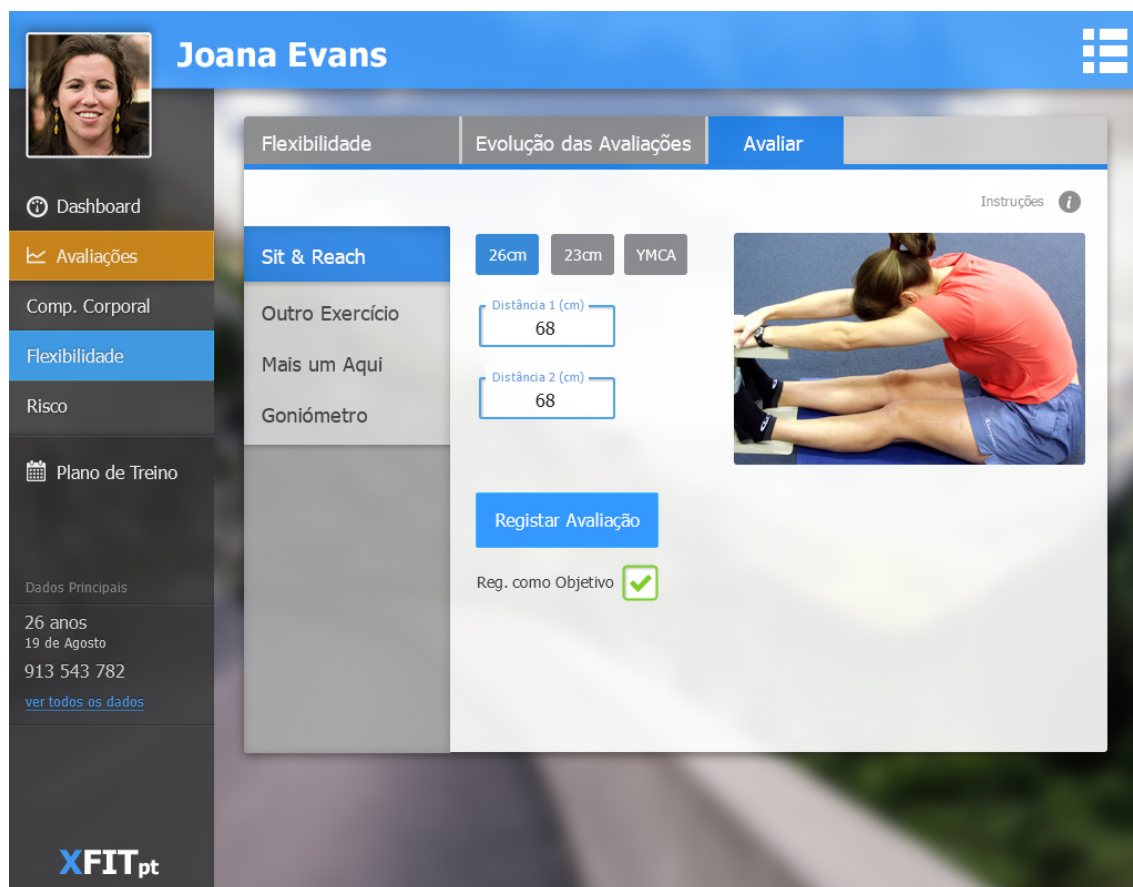 Joana Evans
Dashboard
Avaliações
Comp. Corporal
Flexibilidade
Risco
Plano de Treino
Dados Principais
26 anos
19 de Agosto
913 543 782
ver todos os dados
XFITpt
Flexibilidade
Evolução das Avaliações
Avaliar
Instruções i
Sit & Reach
Outro Exercício
Mais um Aqui
Goniómetro
26cm
23cm
YMCA
Distância 1 (cm)
68
Distância 2 (cm)
68
Registar Avaliação
Reg. como Objetivo